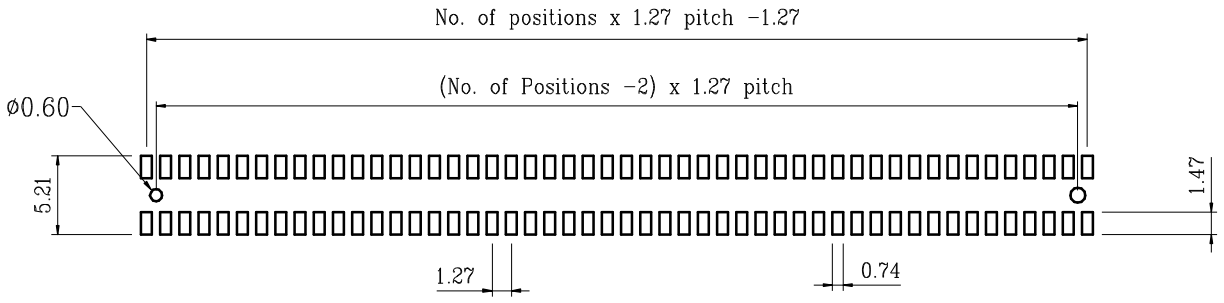 No. of positions x 1.27 pitch -1.27
(No. of Positions -2) x 1.27 pitch
ø0.60
5.21
1.47
1.27
0.74